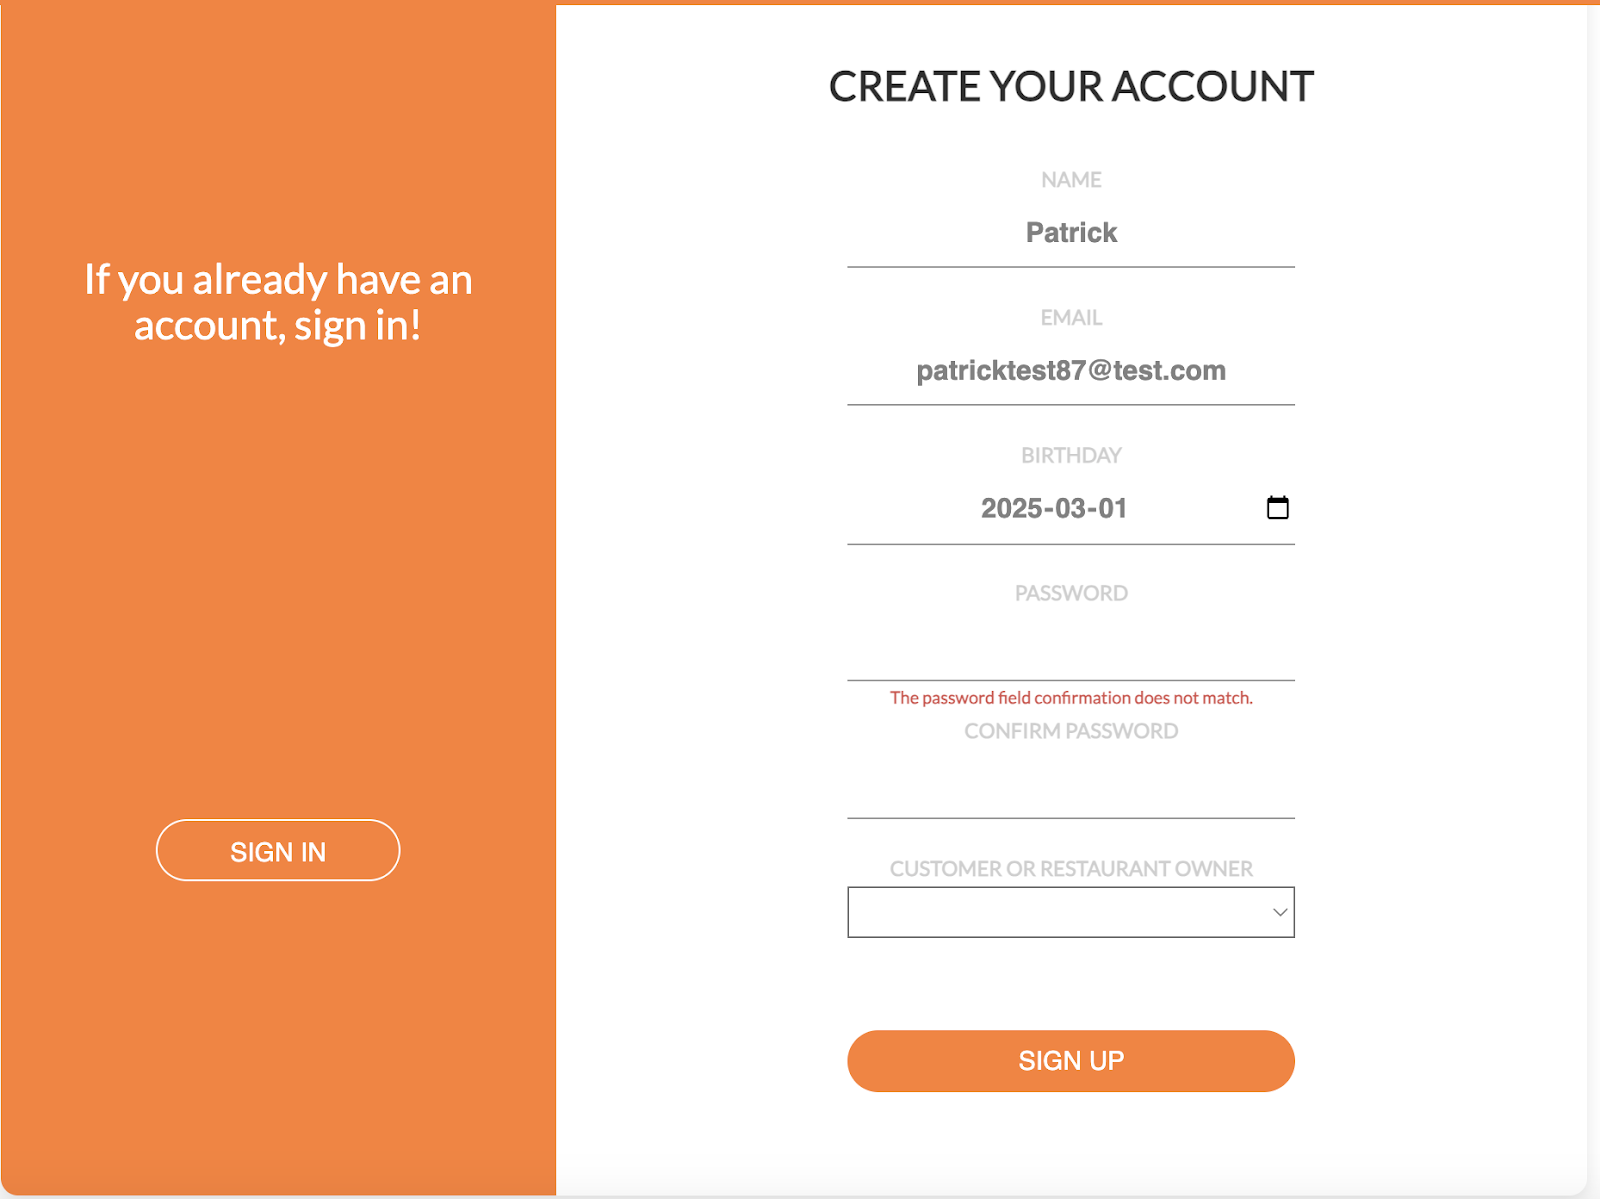 If you already have an
account, sign in!
SIGN IN
CREATE YOUR ACCOUNT
NAME
Patrick
EMAIL
patricktest87@test.com
BIRTHDAY
2025-03-01
PASSWORD
The password field confirmation does not match.
CONFIRM PASSWORD
CUSTOMER OR RESTAURANT OWNER
SIGN UP